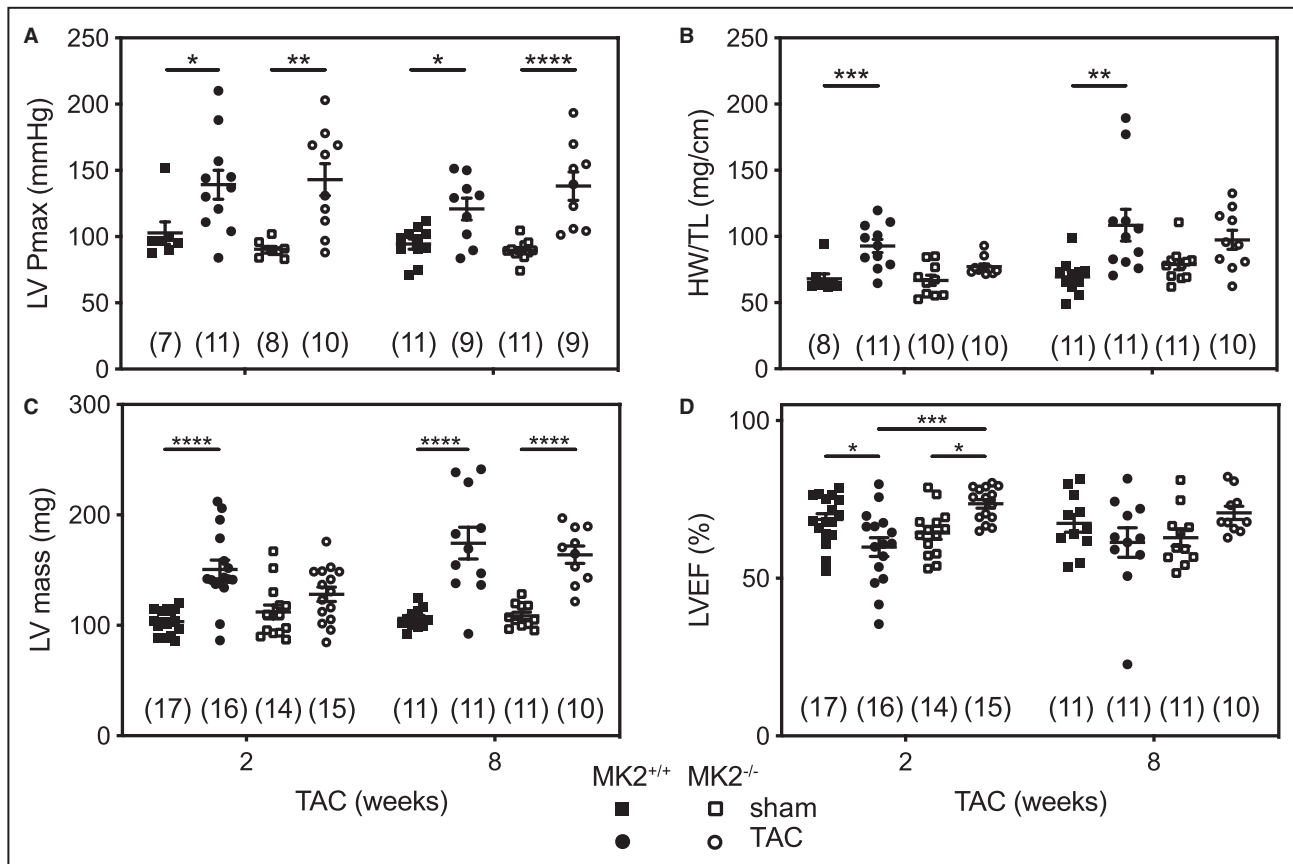 A
LV Pmax (mmHg)
250
200
150
100
50
0
* ** * ****
(7) (11) (8) (10) (11) (9) (11) (9)
B
HW/TL (mg/cm)
250
200
150
100
50
0
*** **
(8) (11) (10) (10) (11) (11) (11) (10)
C
LV mass (mg)
300
200
100
0
**** **** ****
(17) (16) (14) (15) (11) (11) (11) (10)
2 8
TAC (weeks)
D
LVEF (%)
100
50
0
***
* *
(17) (16) (14) (15) (11) (11) (11) (10)
2 8
TAC (weeks)
MK2+/+ MK2-/-
sham
TAC